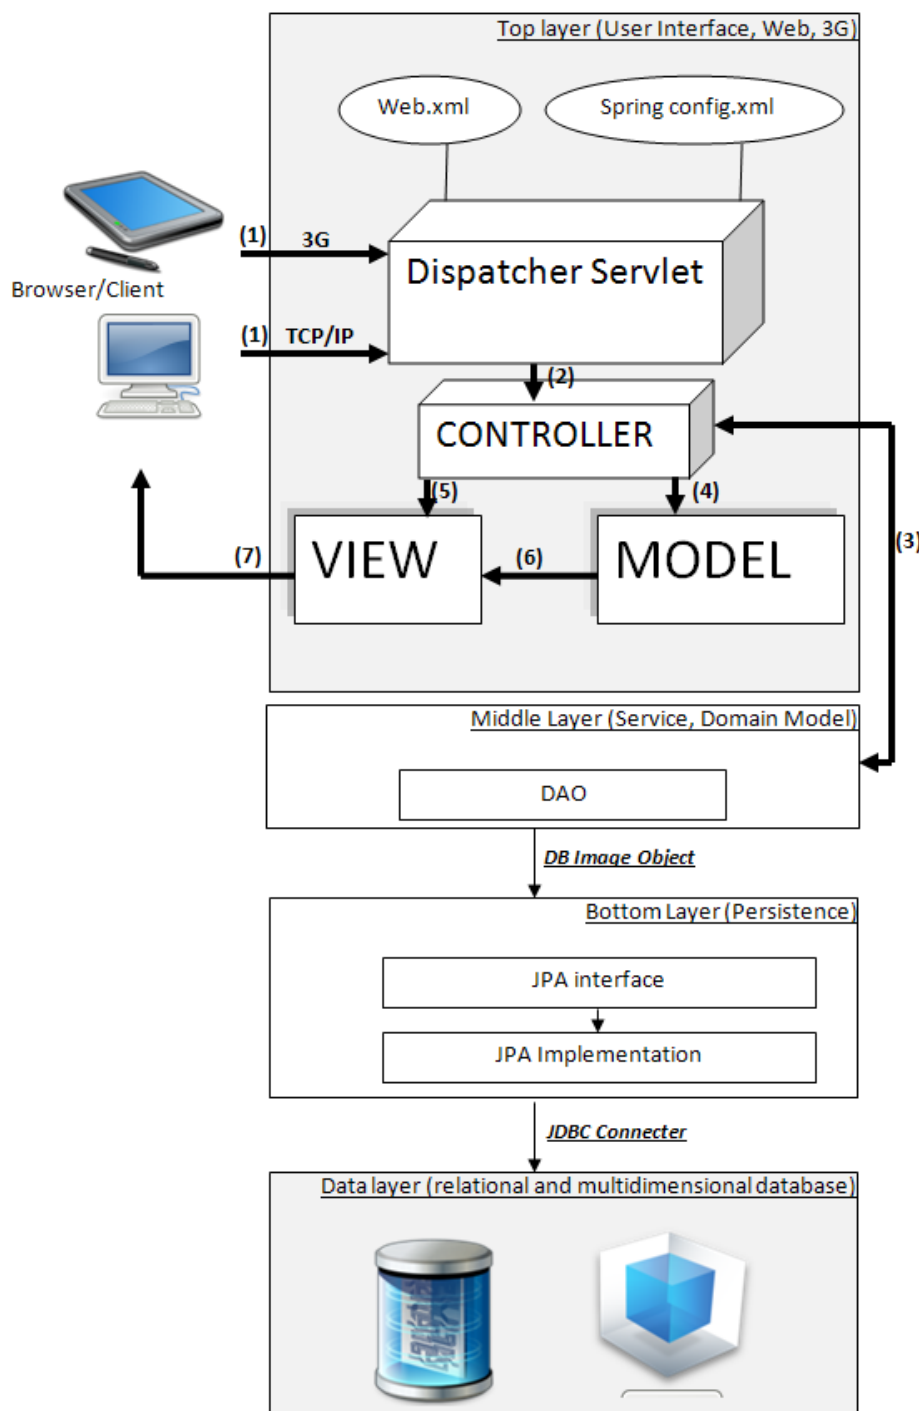 Top layer (User Interface, Web, 3G)
Web.xml
Spring config.xml
(1) 3G
Dispatcher Servlet
Browser/Client
(1) TCP/IP
(2)
CONTROLLER
(5)
(4)
(3)
VIEW
(6)
MODEL
(7)
Middle Layer (Service, Domain Model)
DAO
DB Image Object
Bottom Layer (Persistence)
JPA interface
JPA Implementation
JDBC Connecter
Data layer (relational and multidimensional database)